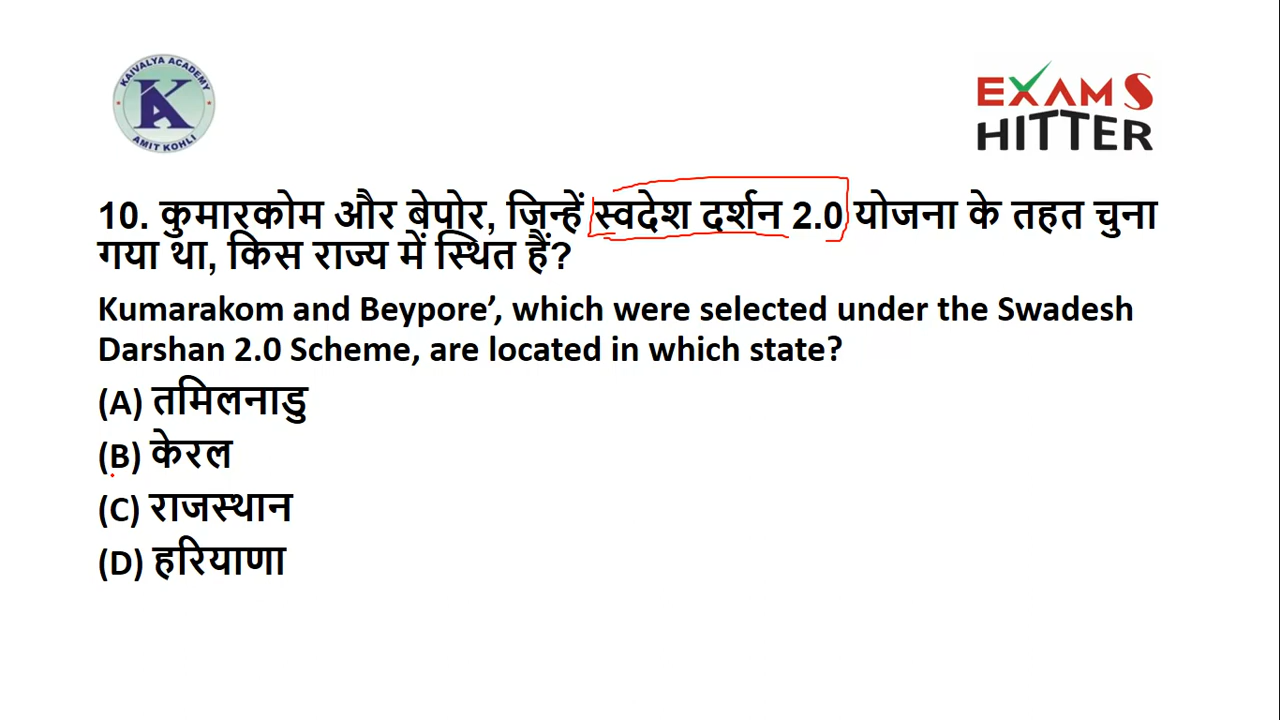 KAIVALYA ACADEMY
KA
AMIT KOHLI
EXAMS
HITTER
10. कुमारकोम और बेपोर, जिन्हें स्वदेश दर्शन 2.0 योजना के तहत चुना
गया था, किस राज्य में स्थित हैं?
Kumarakom and Beypore’, which were selected under the Swadesh
Darshan 2.0 Scheme, are located in which state?
(A) तमिलनाडु
(B) केरल
(C) राजस्थान
(D) हरियाणा